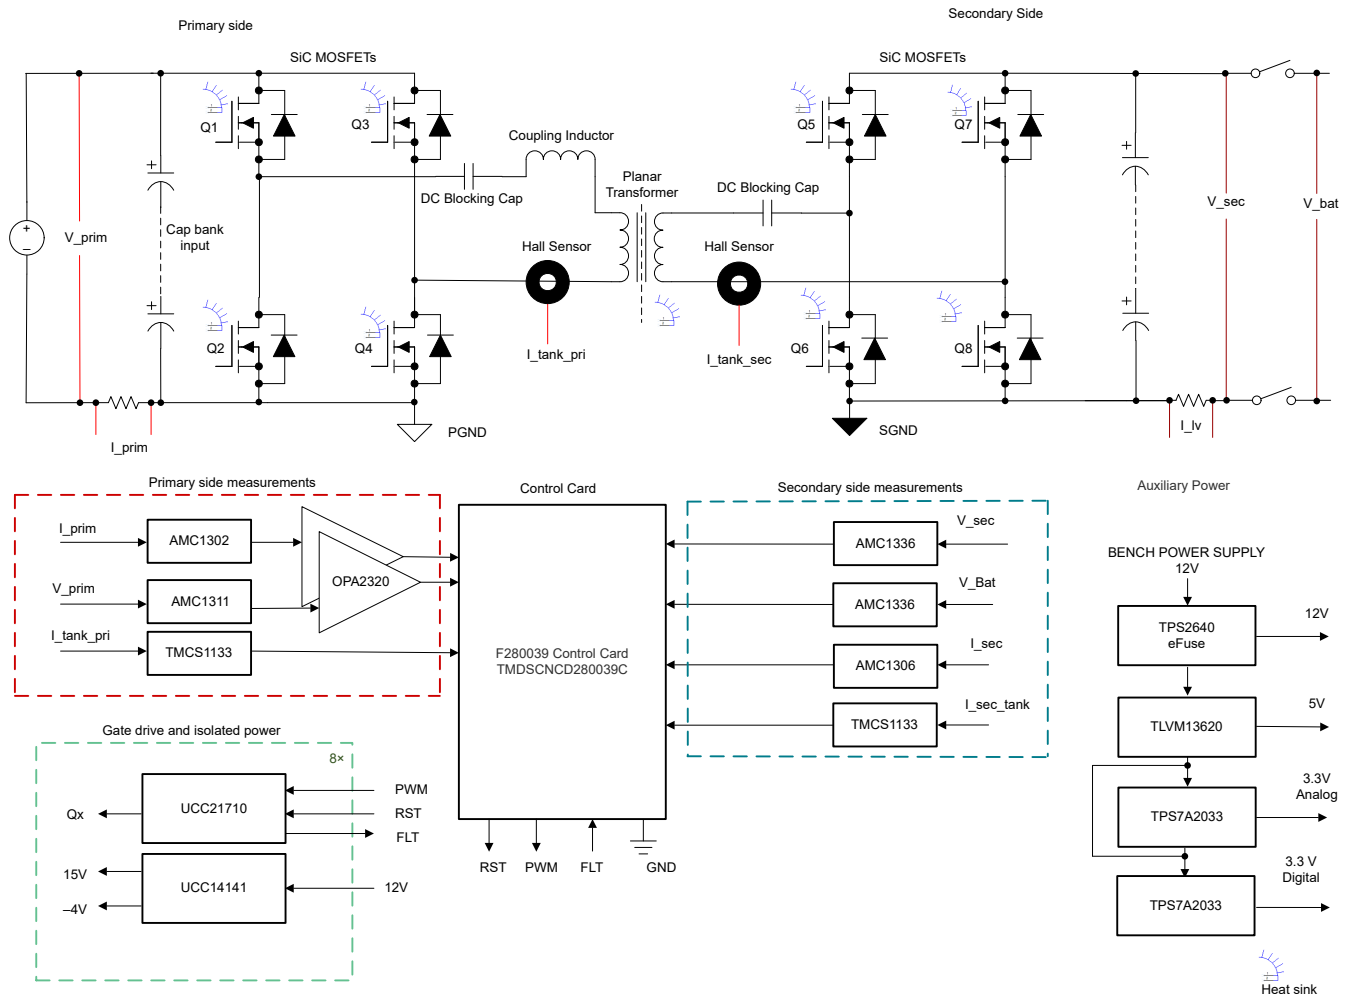 Primary side
Secondary Side
SiC MOSFETs
SiC MOSFETs
Q1
Q3
Q5
Q7
Coupling Inductor
DC Blocking Cap
Planar
Transformer
DC Blocking Cap
+
+
V_prim
Cap bank
input
+
−
Hall Sensor
Hall Sensor
V_sec
V_bat
+
+
Q2
Q4
I_tank_pri
I_tank_sec
Q6
Q8
I_prim
PGND
SGND
I_lv
Primary side measurements
Control Card
Secondary side measurements
Auxiliary Power
I_prim
AMC1302
V_prim
AMC1311
OPA2320
I_tank_pri
TMCS1133
F280039 Control Card
TMDSCNCD280039C
V_sec
AMC1336
V_Bat
AMC1336
I_sec
AMC1306
I_sec_tank
TMCS1133
BENCH POWER SUPPLY
12V
TPS2640
eFuse
12V
TLVM13620
5V
TPS7A2033
3.3V
Analog
TPS7A2033
3.3 V
Digital
Gate drive and isolated power
8×
UCC21710
Qx
PWM
RST
FLT
UCC14141
15V
–4V
12V
RST
PWM
FLT
GND
Heat sink